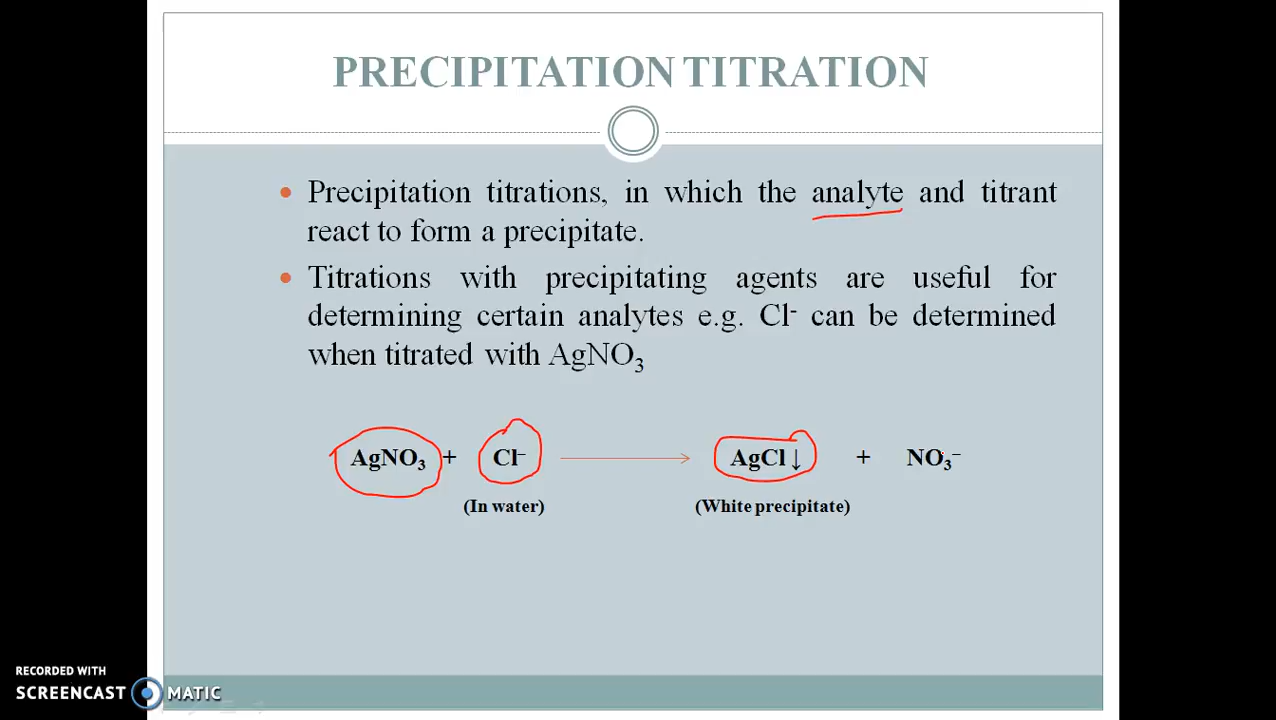 PRECIPITATION TITRATION
• Precipitation titrations, in which the analyte and titrant
react to form a precipitate.
• Titrations with precipitating agents are useful for
determining certain analytes e.g. Cl⁻ can be determined
when titrated with AgNO₃
AgNO₃ + Cl⁻ → AgCl↓ + NO₃⁻
(In water) (White precipitate)
RECORDED WITH
SCREENCAST MATIC